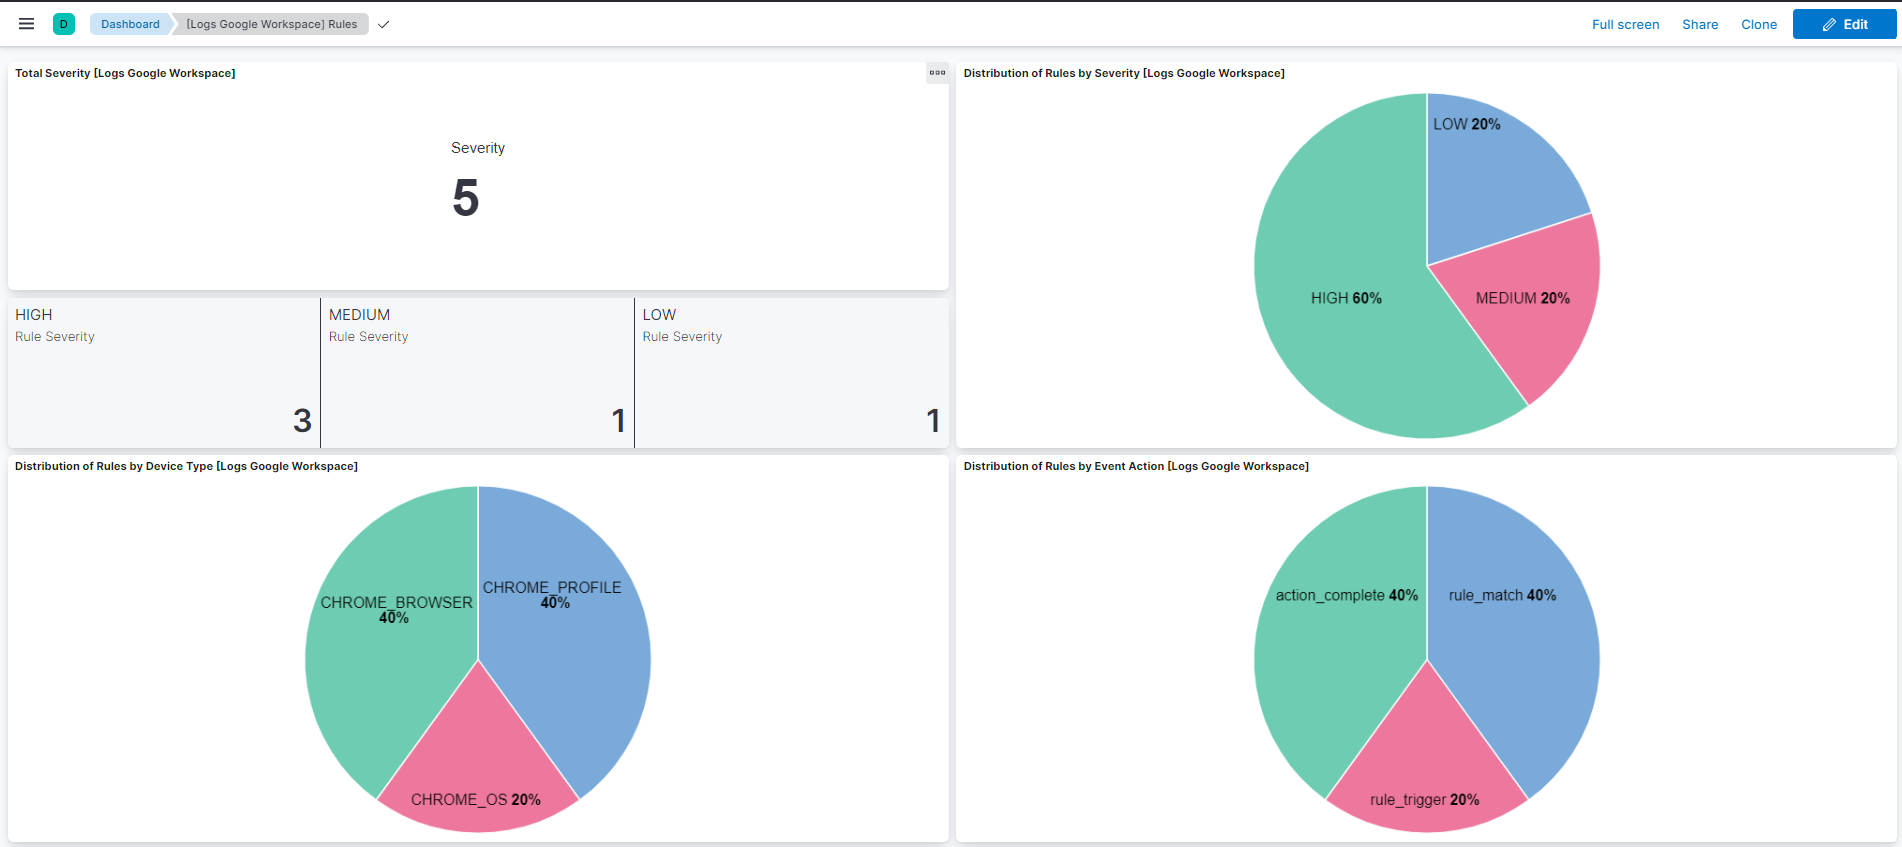 D
Dashboard
[Logs Google Workspace] Rules
Full screen
Share
Clone
Edit
Total Severity [Logs Google Workspace]
Severity
5
HIGH
Rule Severity
3
MEDIUM
Rule Severity
1
LOW
Rule Severity
1
Distribution of Rules by Severity [Logs Google Workspace]
LOW 20%
HIGH 60%
MEDIUM 20%
Distribution of Rules by Device Type [Logs Google Workspace]
CHROME_PROFILE
40%
CHROME_BROWSER
40%
CHROME_OS 20%
Distribution of Rules by Event Action [Logs Google Workspace]
action_complete 40%
rule_match 40%
rule_trigger 20%